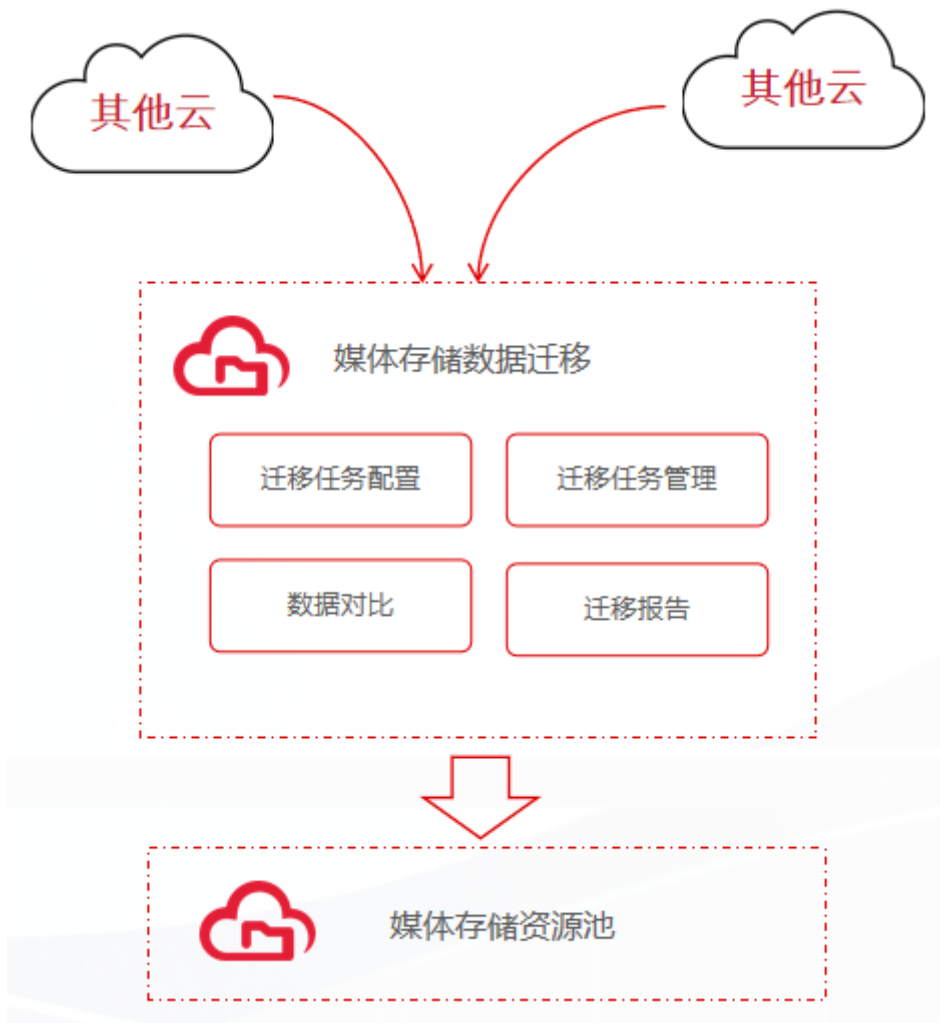 其他云
其他云
媒体存储数据迁移
迁移任务配置
迁移任务管理
数据对比
迁移报告
媒体存储资源池